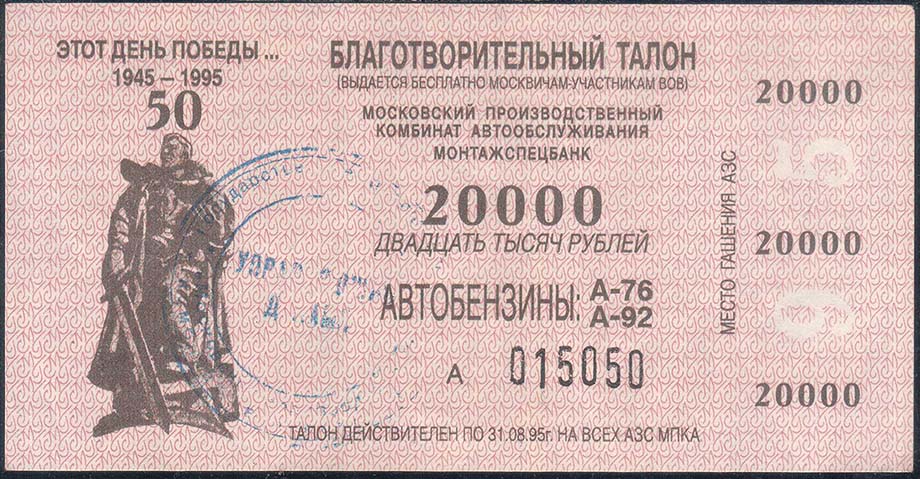 ЭТОТ ДЕНЬ ПОБЕДЫ ...
1945 – 1995
50
БЛАГОТВОРИТЕЛЬНЫЙ ТАЛОН
(ВЫДАЕТСЯ БЕСПЛАТНО МОСКВИЧАМ-УЧАСТНИКАМ ВОВ)
МОСКОВСКИЙ ПРОИЗВОДСТВЕННЫЙ
КОМБИНАТ АВТООБСЛУЖИВАНИЯ
МОНТАЖСПЕЦБАНК
20000
ДВАДЦАТЬ ТЫСЯЧ РУБЛЕЙ
АВТОБЕНЗИНЫ: А-76
А-92
А 015050
ТАЛОН ДЕЙСТВИТЕЛЕН ПО 31.08.95г. НА ВСЕХ АЗС МПКА
МЕСТО ГАШЕНИЯ АЗС
20000
20000
20000
5
9